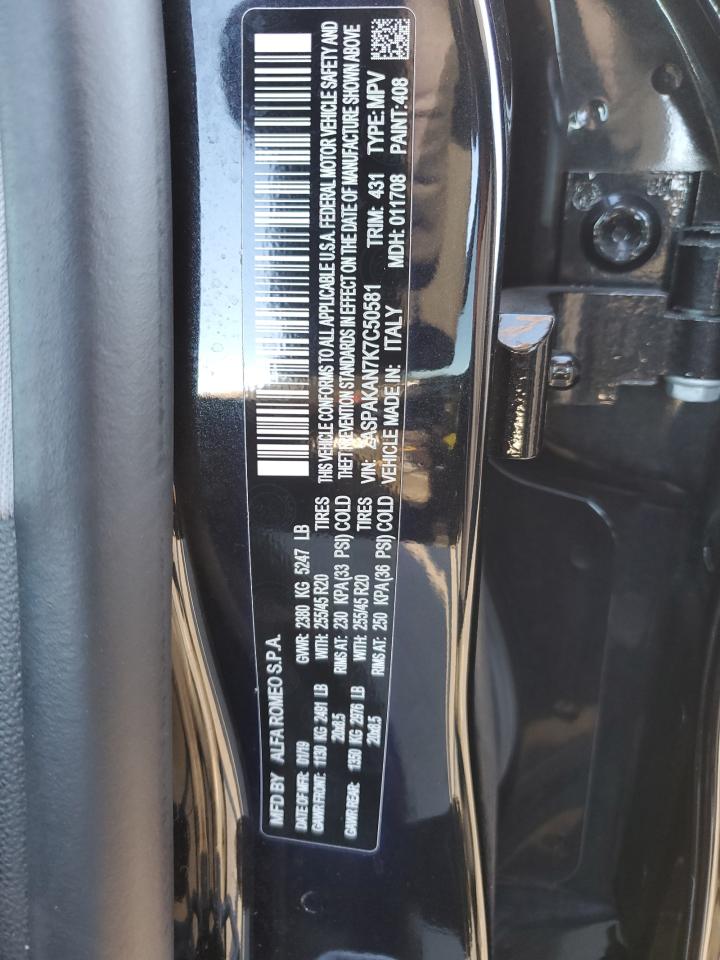 MFD BY ALFA ROMEO S.P.A.
DATE OF MFR: 01/19 GVWR: 2380 KG 5247 LB
GAWR FRONT: 1130 KG 2491 LB WITH: 255/45 R20 TIRES
20x8.5 RIMS AT: 230 KPA(33 PSI) COLD
GAWR REAR: 1350 KG 2976 LB WITH: 255/45 R20 TIRES
20x8.5 RIMS AT: 250 KPA(36 PSI) COLD
THIS VEHICLE CONFORMS TO ALL APPLICABLE U.S.A. FEDERAL MOTOR VEHICLE SAFETY AND
THEFT PREVENTION STANDARDS IN EFFECT ON THE DATE OF MANUFACTURE SHOWN ABOVE
VIN: ZASPAKAN7K7C50581 TRIM: 431 TYPE: MPV
VEHICLE MADE IN: ITALY MDH: 011708 PAINT: 408